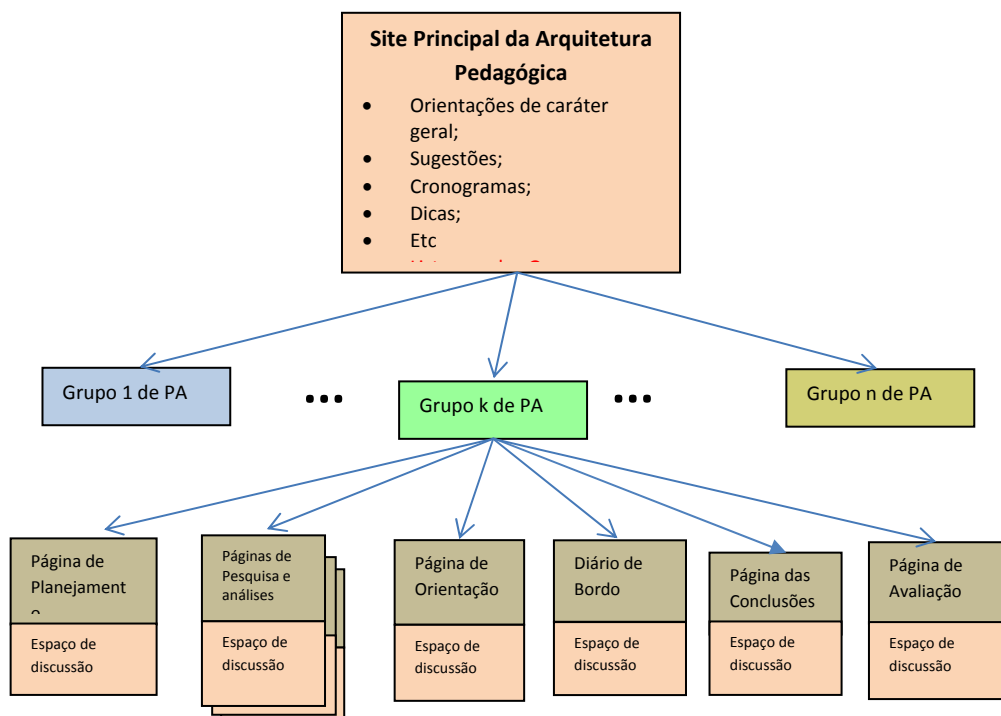 Site Principal da Arquitetura
Pedagógica
• Orientações de caráter
geral;
• Sugestões;
• Cronogramas;
• Dicas;
• Etc
Grupo 1 de PA
...
Grupo k de PA
...
Grupo n de PA
Página de
Planejament
Espaço de
discussão
Páginas de
Pesquisa e
análises
Espaço de
discussão
Página de
Orientação
Espaço de
discussão
Diário de
Bordo
Espaço de
discussão
Página das
Conclusões
Espaço de
discussão
Página de
Avaliação
Espaço de
discussão